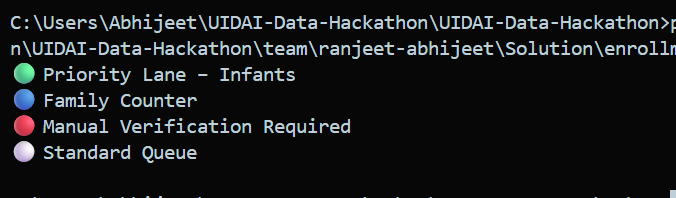 C:\Users\Abhijeet\UIDAI-Data-Hackathon\UIDAI-Data-Hackathon>
n\UIDAI-Data-Hackathon\team\ranjeet-abhijeet\Solution\enrollm
🟢 Priority Lane – Infants
🔵 Family Counter
🔴 Manual Verification Required
⚪ Standard Queue